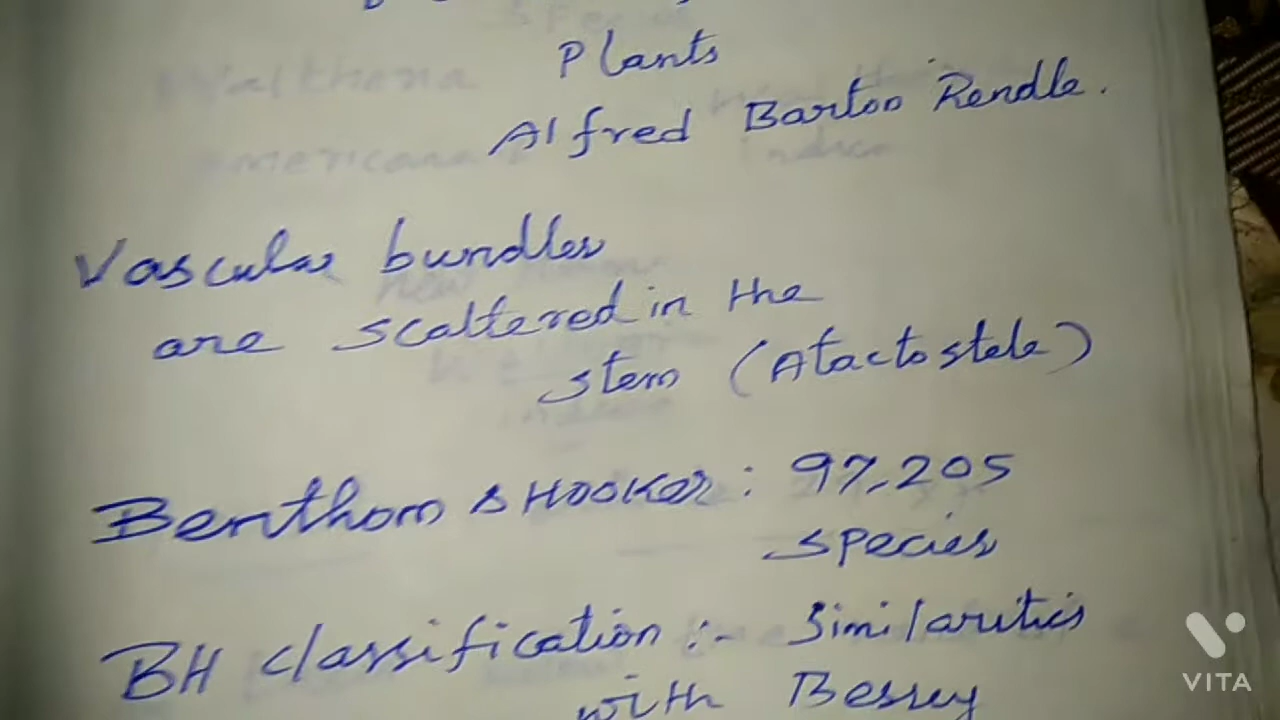 Plants
Alfred Barton Rendle.
Vascular bundles
are scattered in the
stem (Atactostele)
Benthom & HOOKER : 97,205
species
BH classification :- Similarities
with Bessey
VITA